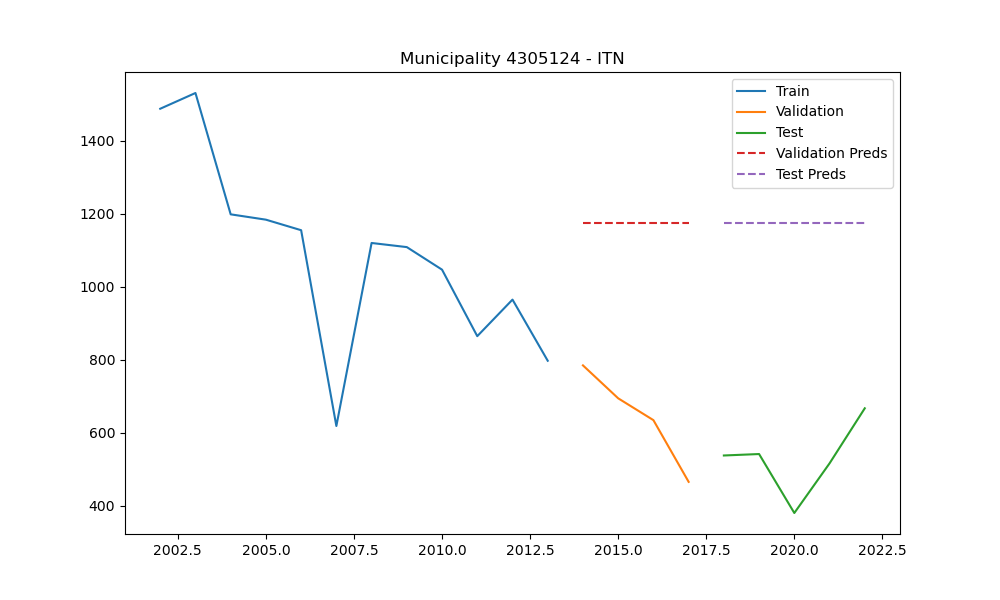 Municipality 4305124 - ITN
Train
Validation
Test
Validation Preds
Test Preds
1400
1200
1000
800
600
400
2002.5 2005.0 2007.5 2010.0 2012.5 2015.0 2017.5 2020.0 2022.5